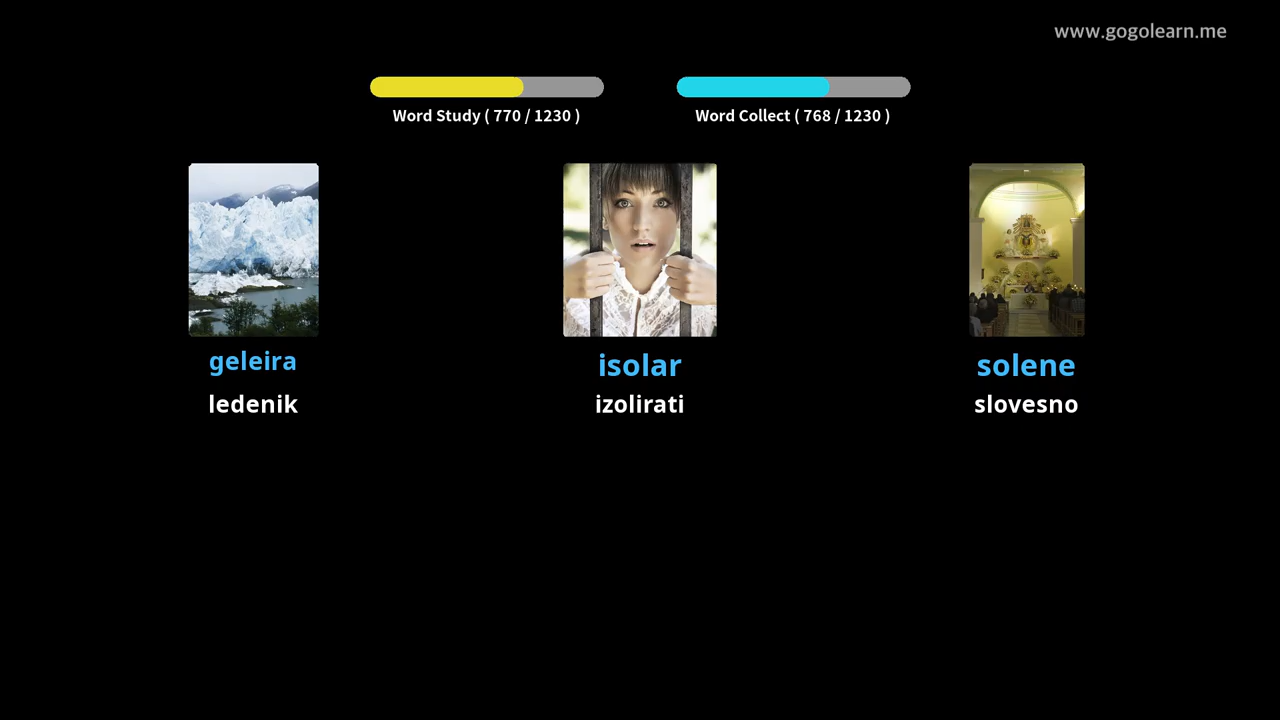 www.gogolearn.me
Word Study ( 770 / 1230 )
Word Collect ( 768 / 1230 )
geleira
isolar
solene
ledenik
izolirati
slovesno